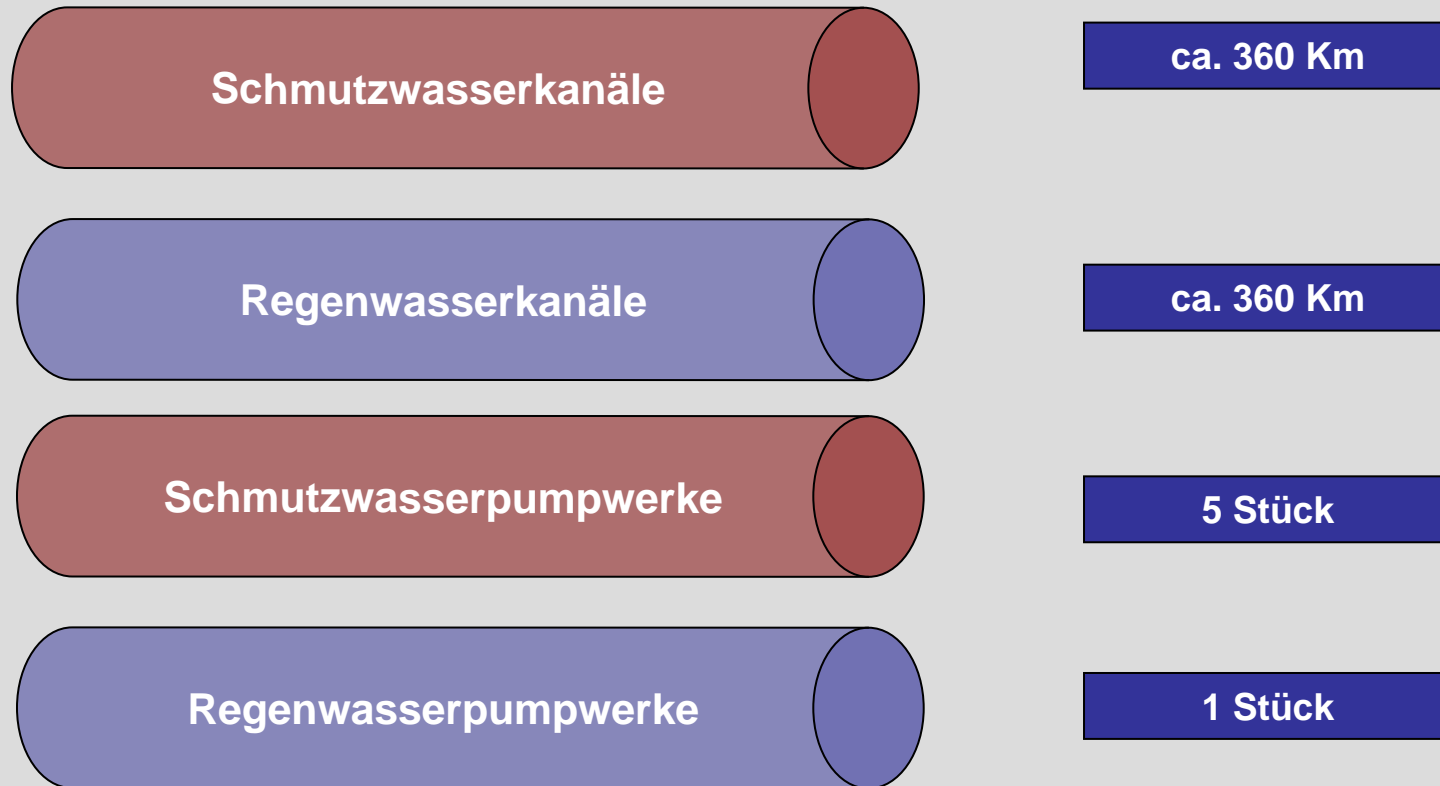 Schmutzwasserkanäle
ca. 360 Km
Regenwasserkanäle
ca. 360 Km
Schmutzwasserpumpwerke
5 Stück
Regenwasserpumpwerke
1 Stück